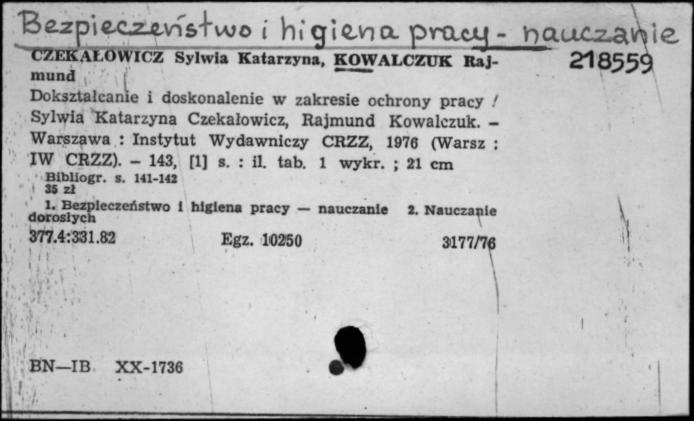 Bezpieczeństwo i higiena pracy - nauczanie
CZEKAŁOWICZ Sylwia Katarzyna, KOWALCZUK Raj- 218559
mund
Dokształcanie i doskonalenie w zakresie ochrony pracy /
Sylwia Katarzyna Czekałowicz, Rajmund Kowalczuk. –
Warszawa : Instytut Wydawniczy CRZZ, 1976 (Warsz :
IW CRZZ). – 143, [1] s. : il. tab. 1 wykr. ; 21 cm
Bibliogr. s. 141-142
35 zł
1. Bezpieczeństwo i higiena pracy — nauczanie 2. Nauczanie
dorosłych
377.4:331.82 Egz. 10250 3177/76
BN—IB XX-1736